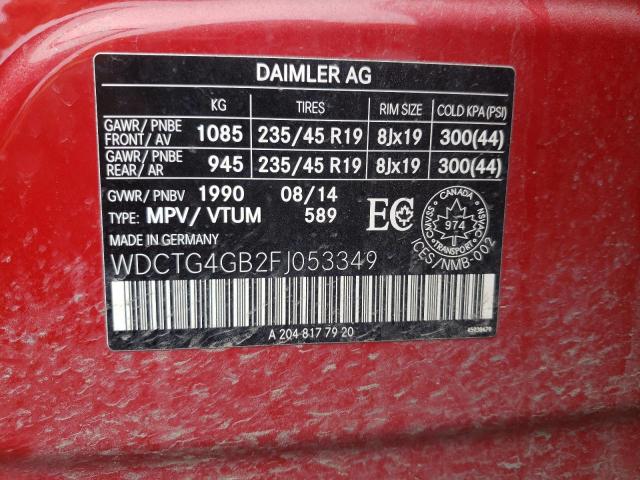 DAIMLER AG
KG TIRES RIM SIZE COLD KPA (PSI)
GAWR/ PNBE FRONT/ AV 1085 235/45 R19 8Jx19 300(44)
GAWR/ PNBE REAR/ AR 945 235/45 R19 8Jx19 300(44)
GVWR/ PNBV 1990 08/14
TYPE: MPV/ VTUM 589
EC
CANADA
CMVSS 974 NSVAC
TRANSPORT
ICES/NMB-002
MADE IN GERMANY
WDCTG4GB2FJ053349
A 204 817 79 20